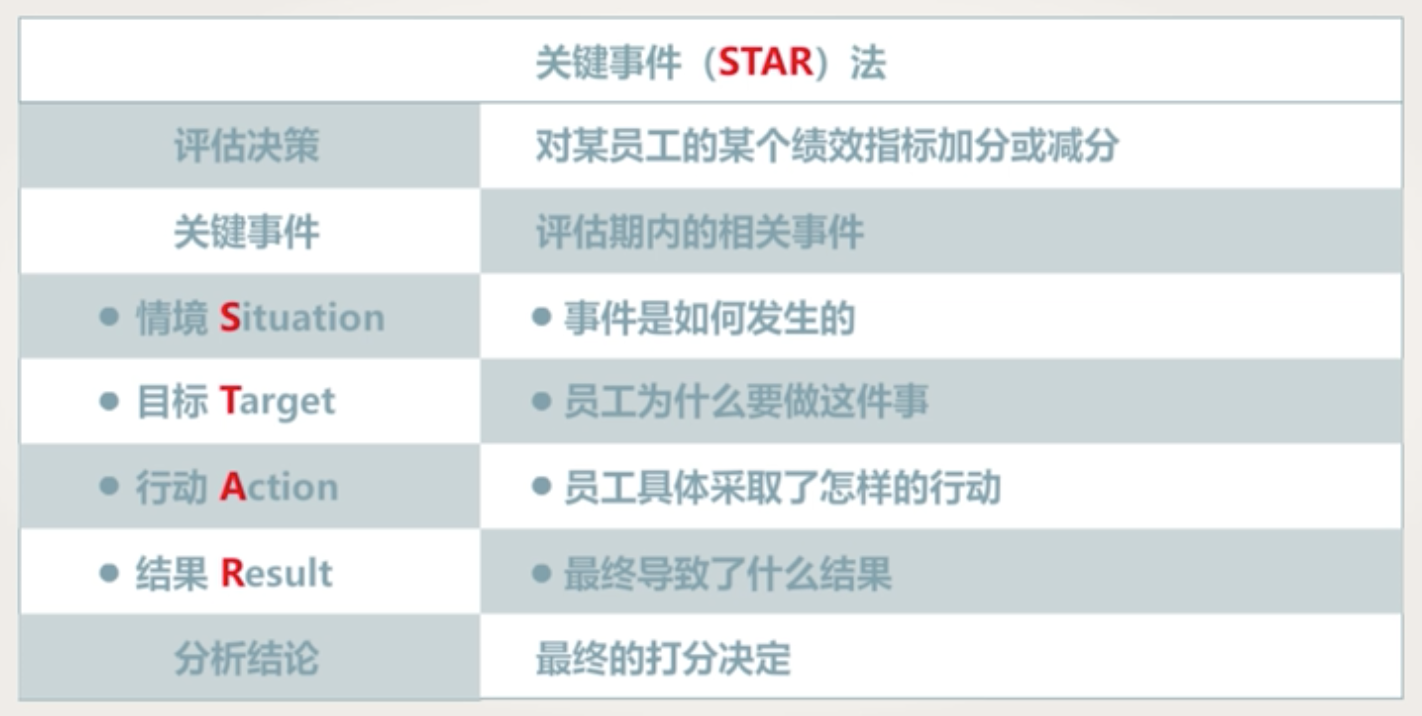 关键事件（STAR）法
评估决策 对某员工的某个绩效指标加分或减分
关键事件 评估期内的相关事件
● 情境 Situation ● 事件是如何发生的
● 目标 Target ● 员工为什么要做这件事
● 行动 Action ● 员工具体采取了怎样的行动
● 结果 Result ● 最终导致了什么结果
分析结论 最终的打分决定